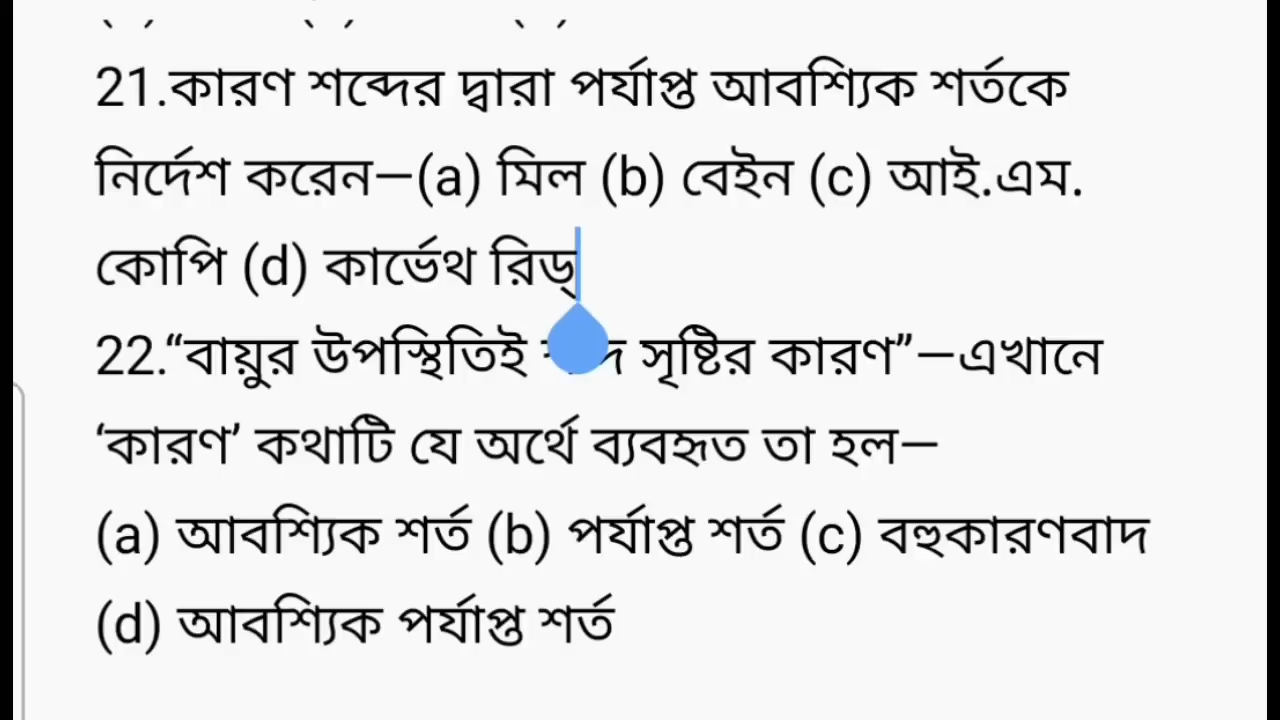 21.কারণ শব্দের দ্বারা পর্যাপ্ত আবশ্যিক শর্তকে
নির্দেশ করেন—(a) মিল (b) বেইন (c) আই.এম.
কোপি (d) কার্ভেথ রিড্
22.“বায়ুর উপস্থিতিই সৃষ্টির কারণ”—এখানে
‘কারণ’ কথাটি যে অর্থে ব্যবহৃত তা হল—
(a) আবশ্যিক শর্ত (b) পর্যাপ্ত শর্ত (c) বহুকারণবাদ
(d) আবশ্যিক পর্যাপ্ত শর্ত